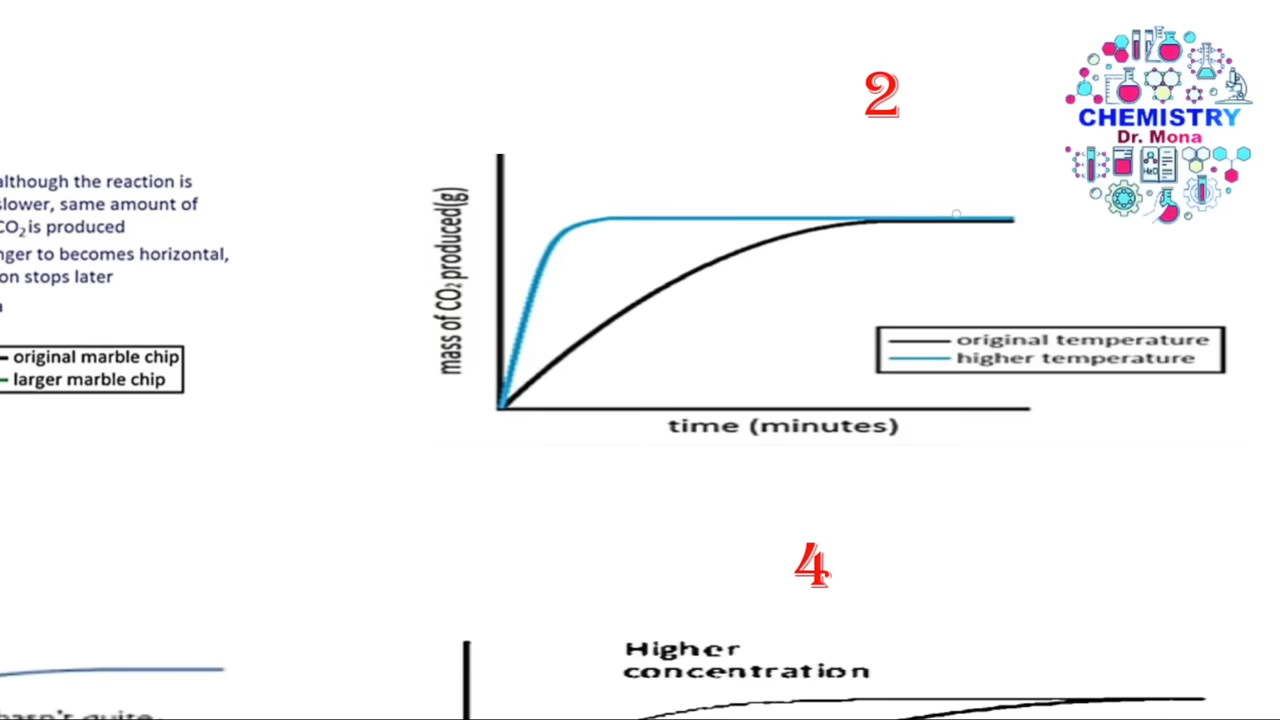 2
CHEMISTRY
Dr. Mona
although the reaction is
slower, same amount of
CO₂ is produced
nger to becomes horizontal,
on stops later
original marble chip
larger marble chip
mass of CO₂ produced(g)
original temperature
higher temperature
time (minutes)
4
Higher
concentration